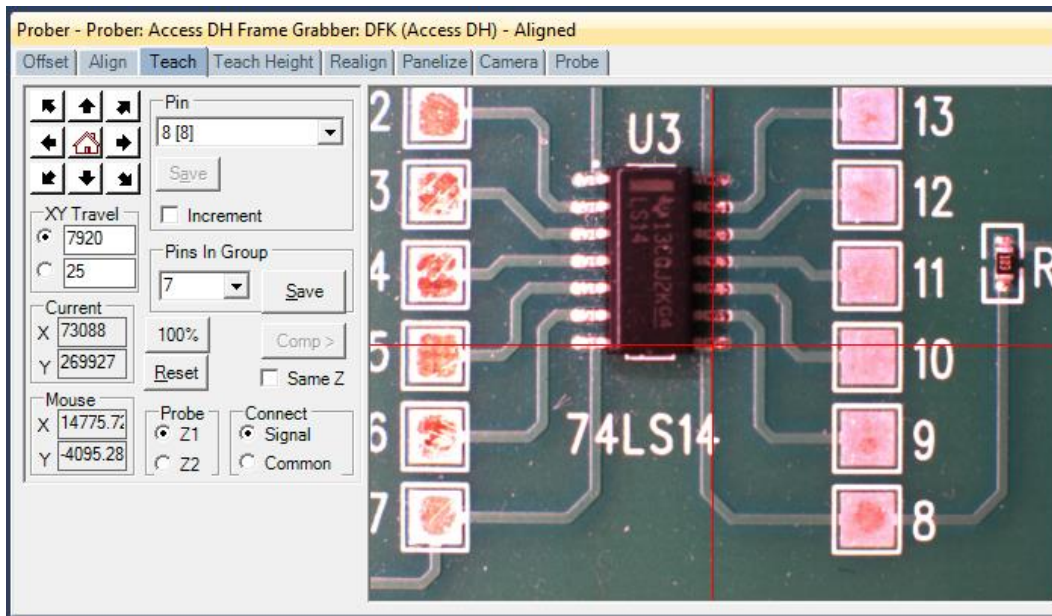 Prober - Prober: Access DH Frame Grabber: DFK (Access DH) - Aligned
Offset Align Teach Teach Height Realign Panelize Camera Probe
Pin
8 [8]
Save
Increment
XY Travel
7920
25
Pins In Group
7
Save
Current
X 73088
Y 269927
100%
Comp >
Reset
Same Z
Mouse
X 14775.72
Y -4095.28
Probe
Z1
Z2
Connect
Signal
Common
2
3
4
5
6
7
U3
LS14
74LS14
13
12
11
10
9
8
R
103